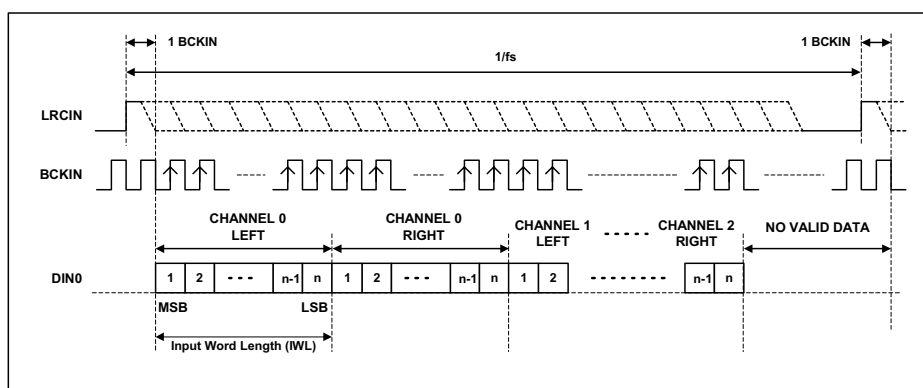 1 BCKIN
1 BCKIN
1/fs
LRCIN
BCKIN
CHANNEL 0
LEFT
CHANNEL 0
RIGHT
CHANNEL 1
LEFT
CHANNEL 2
RIGHT
NO VALID DATA
DIN0
1 2 n-1 n 1 2 n-1 n 1 2 n-1 n
MSB LSB
Input Word Length (IWL)